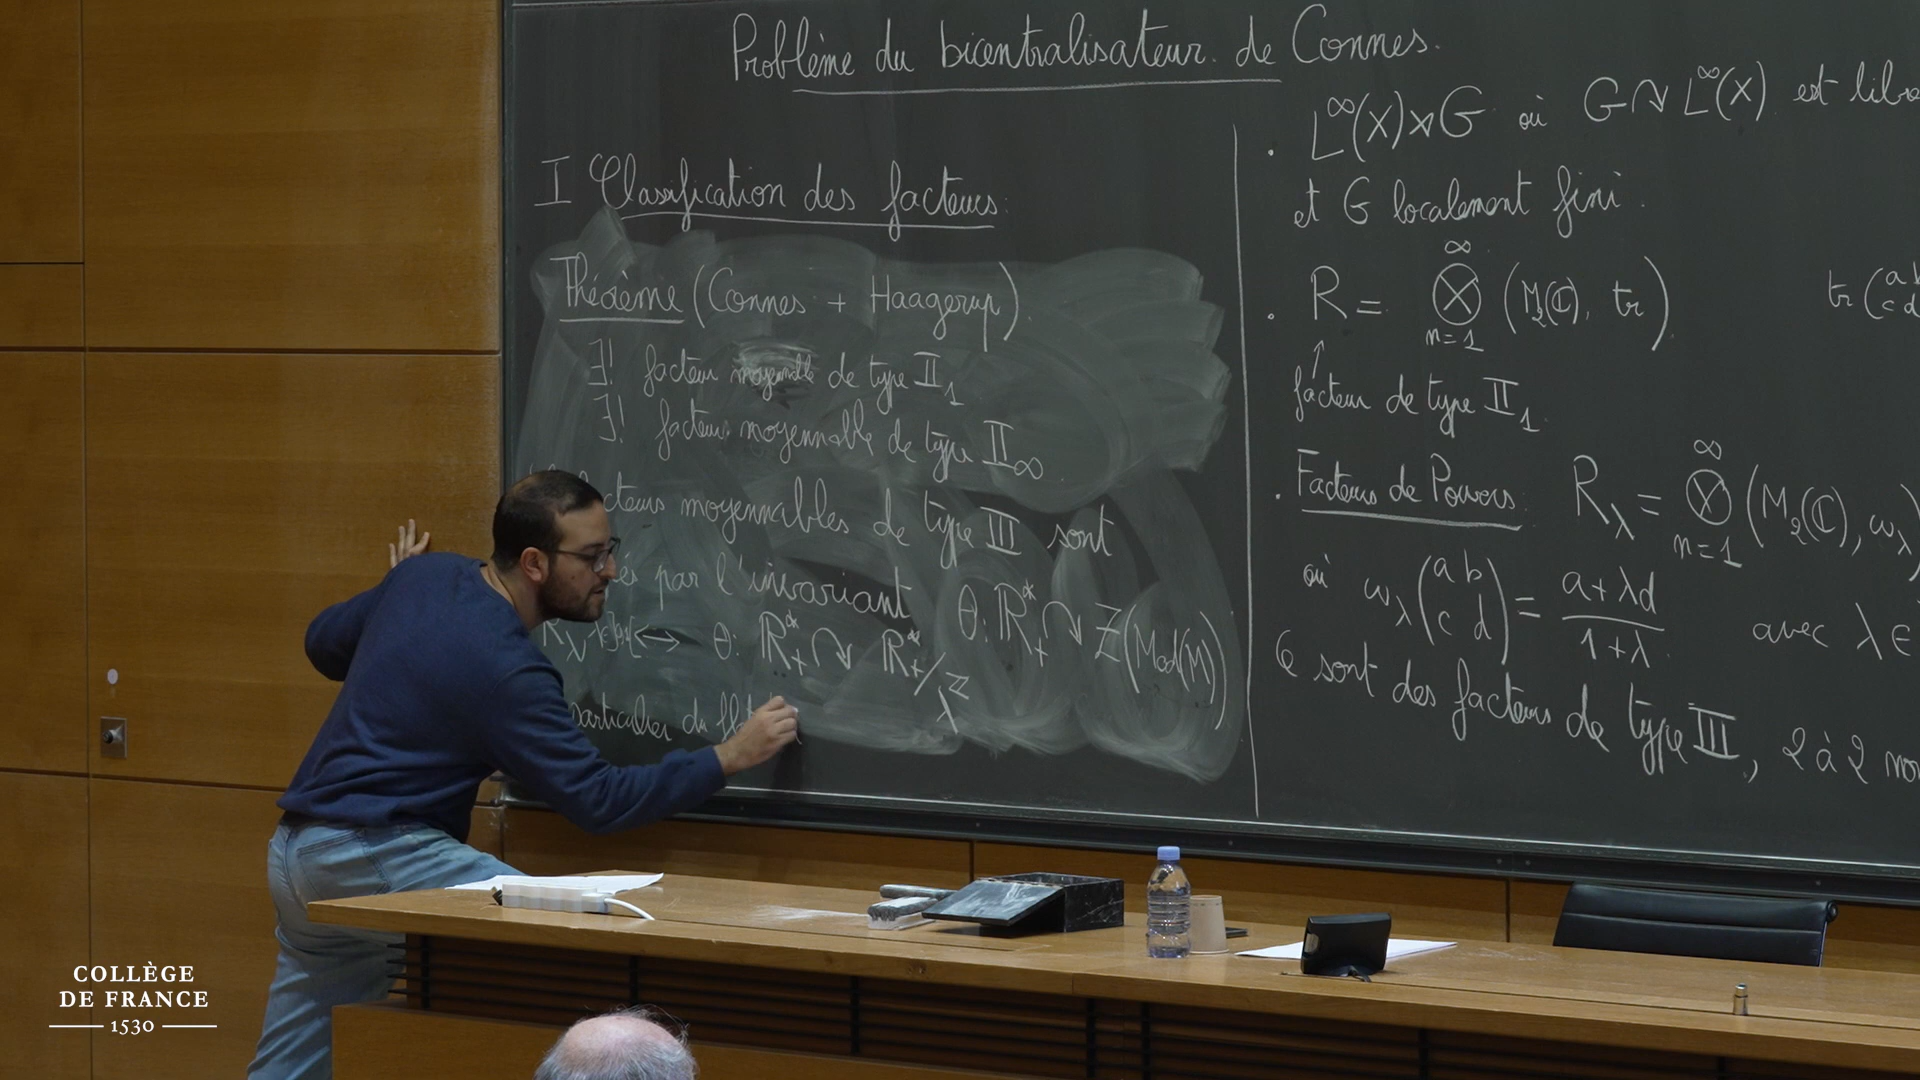 Problème du bicentralisateur de Connes.
I Classification des facteurs:
Théorème (Connes + Haagerup)
∃! facteur moyennable de type II₁
∃! facteur moyennable de type II∞
moyennables de type III sont
par l'invariant θ: ℝ₊* ↷ Z(Mod(M))
R_λ ⟷ θ: ℝ₊* ↷ ℝ₊*/λ^ℤ
particulier du
. L^∞(X)⋊G où G ↷ L^∞(X) est
et G localement fini.
. R = ⊗_{n=1}^∞ (M₂(ℂ), tr)
↑
facteur de type II₁.
. Facteurs de Powers: R_λ = ⊗_{n=1}^∞ (M₂(ℂ), ω_λ)
où ω_λ (a b c d) = (a+λd)/(1+λ) avec λ ∈
Ce sont des facteurs de type III, 2 à 2
COLLÈGE
DE FRANCE
1530